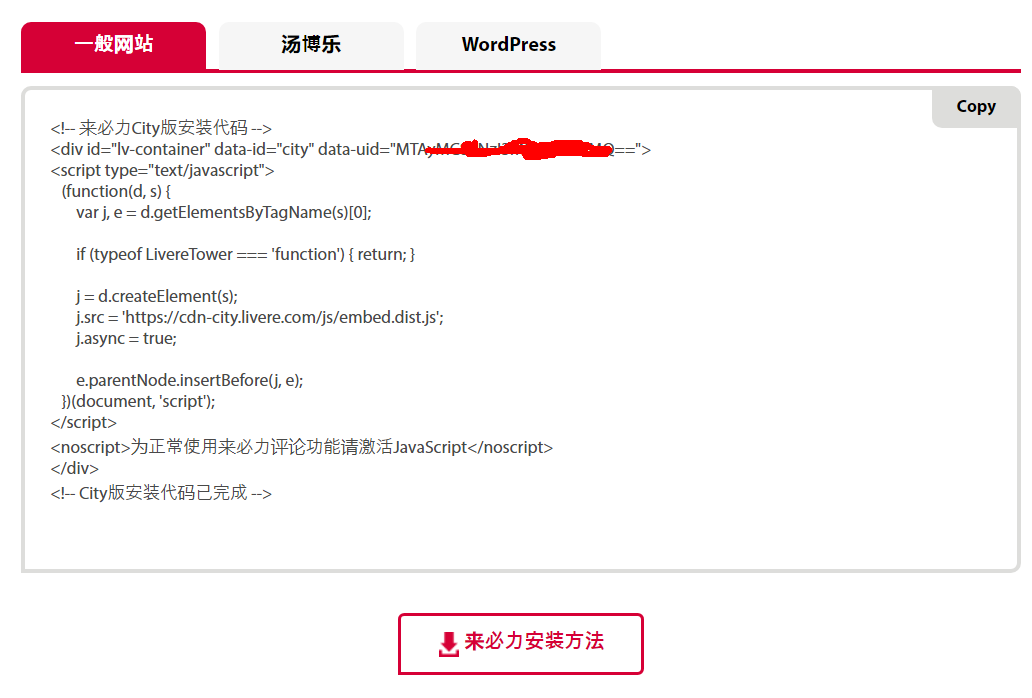 一般网站
汤博乐
WordPress
Copy
<!-- 来必力City版安装代码 -->
<div id="lv-container" data-id="city" data-uid="MTA MQ==">
<script type="text/javascript">
(function(d, s) {
var j, e = d.getElementsByTagName(s)[0];
if (typeof LivereTower === 'function') { return; }
j = d.createElement(s);
j.src = 'https://cdn-city.livere.com/js/embed.dist.js';
j.async = true;
e.parentNode.insertBefore(j, e);
})(document, 'script');
</script>
<noscript>为正常使用来必力评论功能请激活JavaScript</noscript>
</div>
<!-- City版安装代码已完成 -->
来必力安装方法